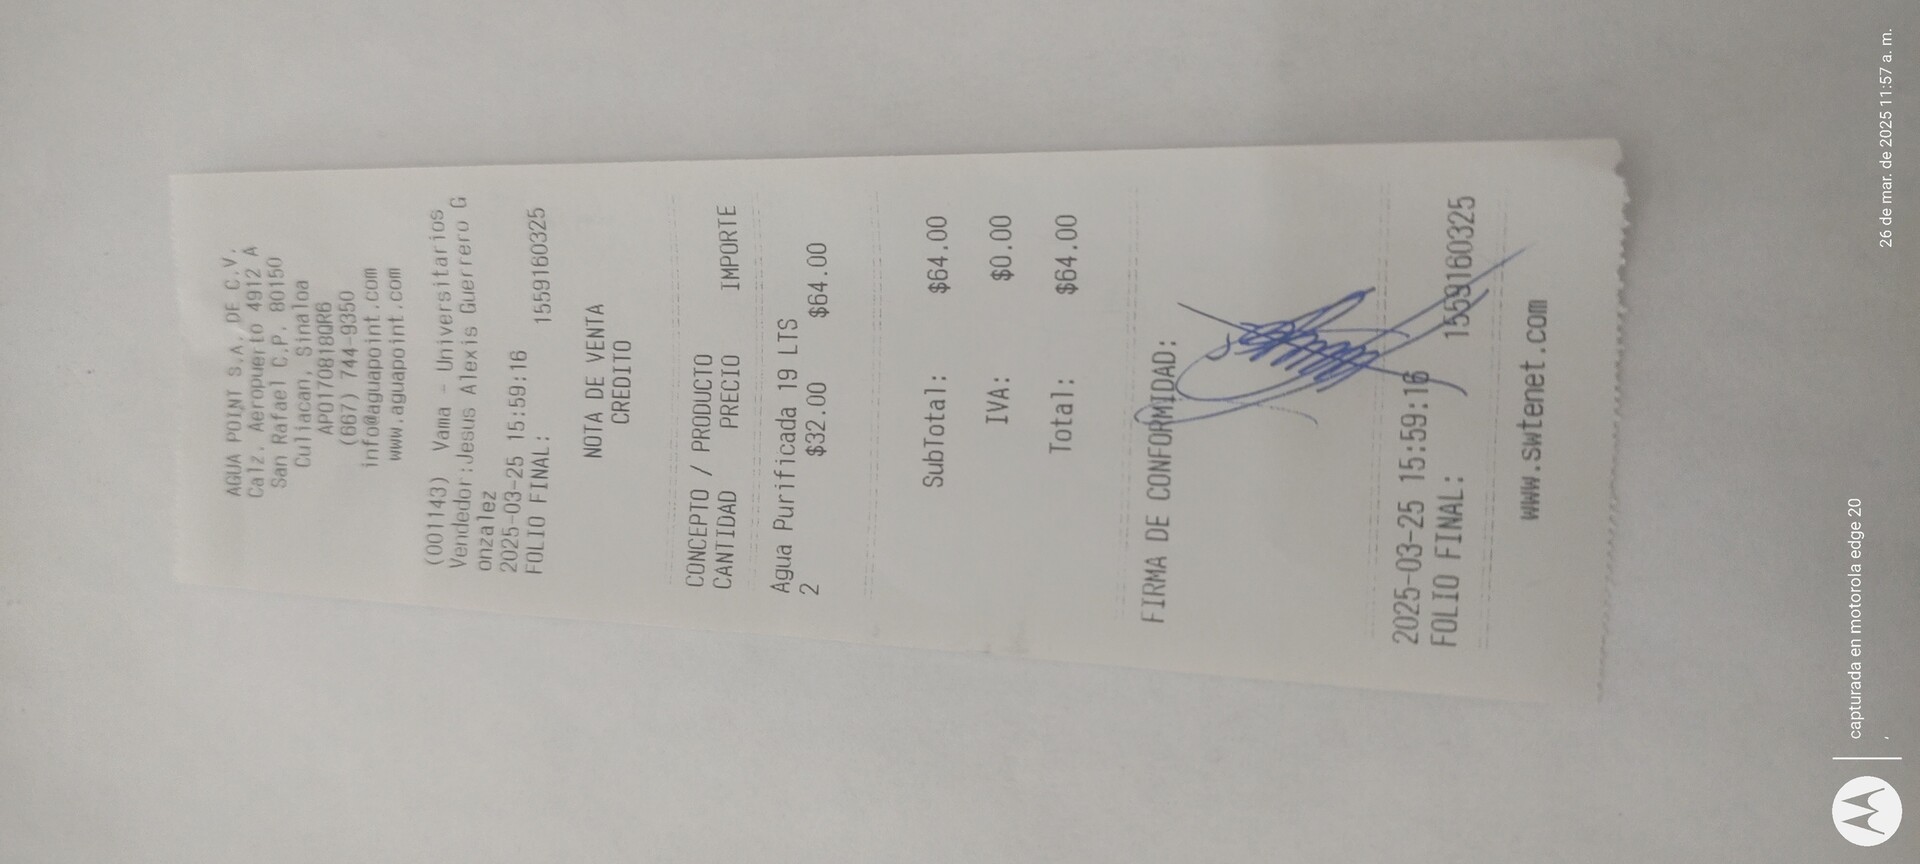 AGUA POINT S.A. DE C.V.
Calz. Aeropuerto 4912 A
San Rafael C.P. 80150
Culiacan, Sinaloa
APO170818QR6
(667) 744-9350
info@aguapoint.com
www.aguapoint.com
(001143) Vama - Universitarios
Vendedor:Jesus Alexis Guerrero G
onzalez
2025-03-25 15:59:16
FOLIO FINAL: 1559160325
NOTA DE VENTA
CREDITO
CONCEPTO / PRODUCTO
CANTIDAD PRECIO IMPORTE
Agua Purificada 19 LTS
2 $32.00 $64.00
SubTotal: $64.00
IVA: $0.00
Total: $64.00
FIRMA DE CONFORMIDAD:
2025-03-25 15:59:16
FOLIO FINAL: 1559160325
www.swtenet.com
capturada en motorola edge 20
,
26 de mar. de 2025 11:57 a. m.